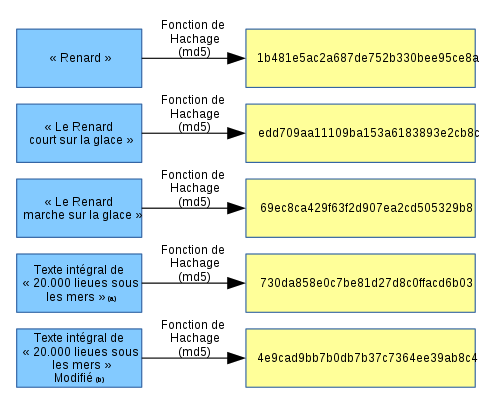 « Renard »
Fonction de
Hachage
(md5)
1b481e5ac2a687de752b330bee95ce8a
« Le Renard
court sur la glace »
Fonction de
Hachage
(md5)
edd709aa11109ba153a6183893e2cb8c
« Le Renard
marche sur la glace »
Fonction de
Hachage
(md5)
69ec8ca429f63f2d907ea2cd505329b8
Texte intégral de
« 20.000 lieues sous
les mers » (a)
Fonction de
Hachage
(md5)
730da858e0c7be81d27d8c0ffacd6b03
Texte intégral de
« 20.000 lieues sous
les mers »
Modifié (b)
Fonction de
Hachage
(md5)
4e9cad9bb7b0db7b37c7364ee39ab8c4